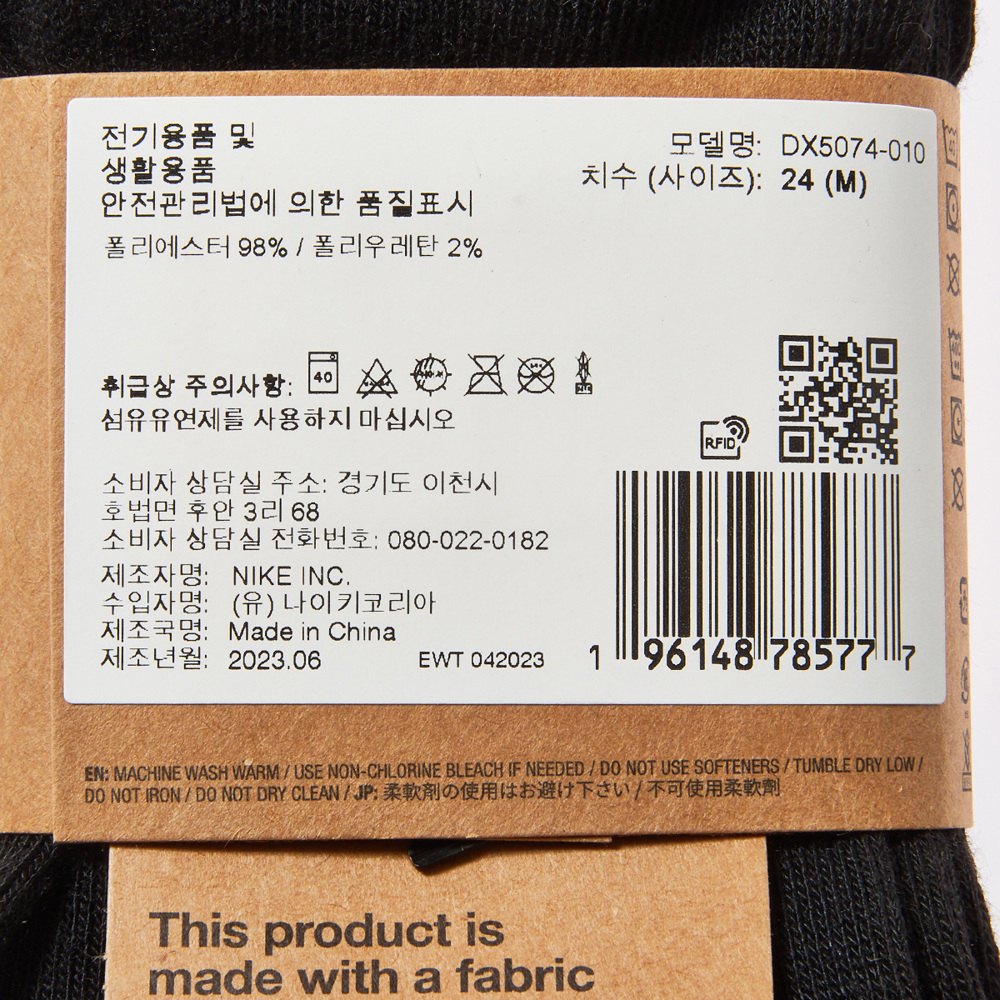 전기용품 및
생활용품
안전관리법에 의한 품질표시
폴리에스터 98% / 폴리우레탄 2%
모델명: DX5074-010
치수 (사이즈): 24 (M)
취급상 주의사항: 40
섬유유연제를 사용하지 마십시오
RFID
소비자 상담실 주소: 경기도 이천시
호법면 후안 3리 68
소비자 상담실 전화번호: 080-022-0182
제조자명: NIKE INC.
수입자명: (유) 나이키코리아
제조국명: Made in China
제조년월: 2023.06 EWT 042023
1 96148 78577 7
EN: MACHINE WASH WARM / USE NON-CHLORINE BLEACH IF NEEDED / DO NOT USE SOFTENERS / TUMBLE DRY LOW /
DO NOT IRON / DO NOT DRY CLEAN / JP: 柔軟剤の使用はお避け下さい / 不可使用柔軟劑
This product is
made with a fabric